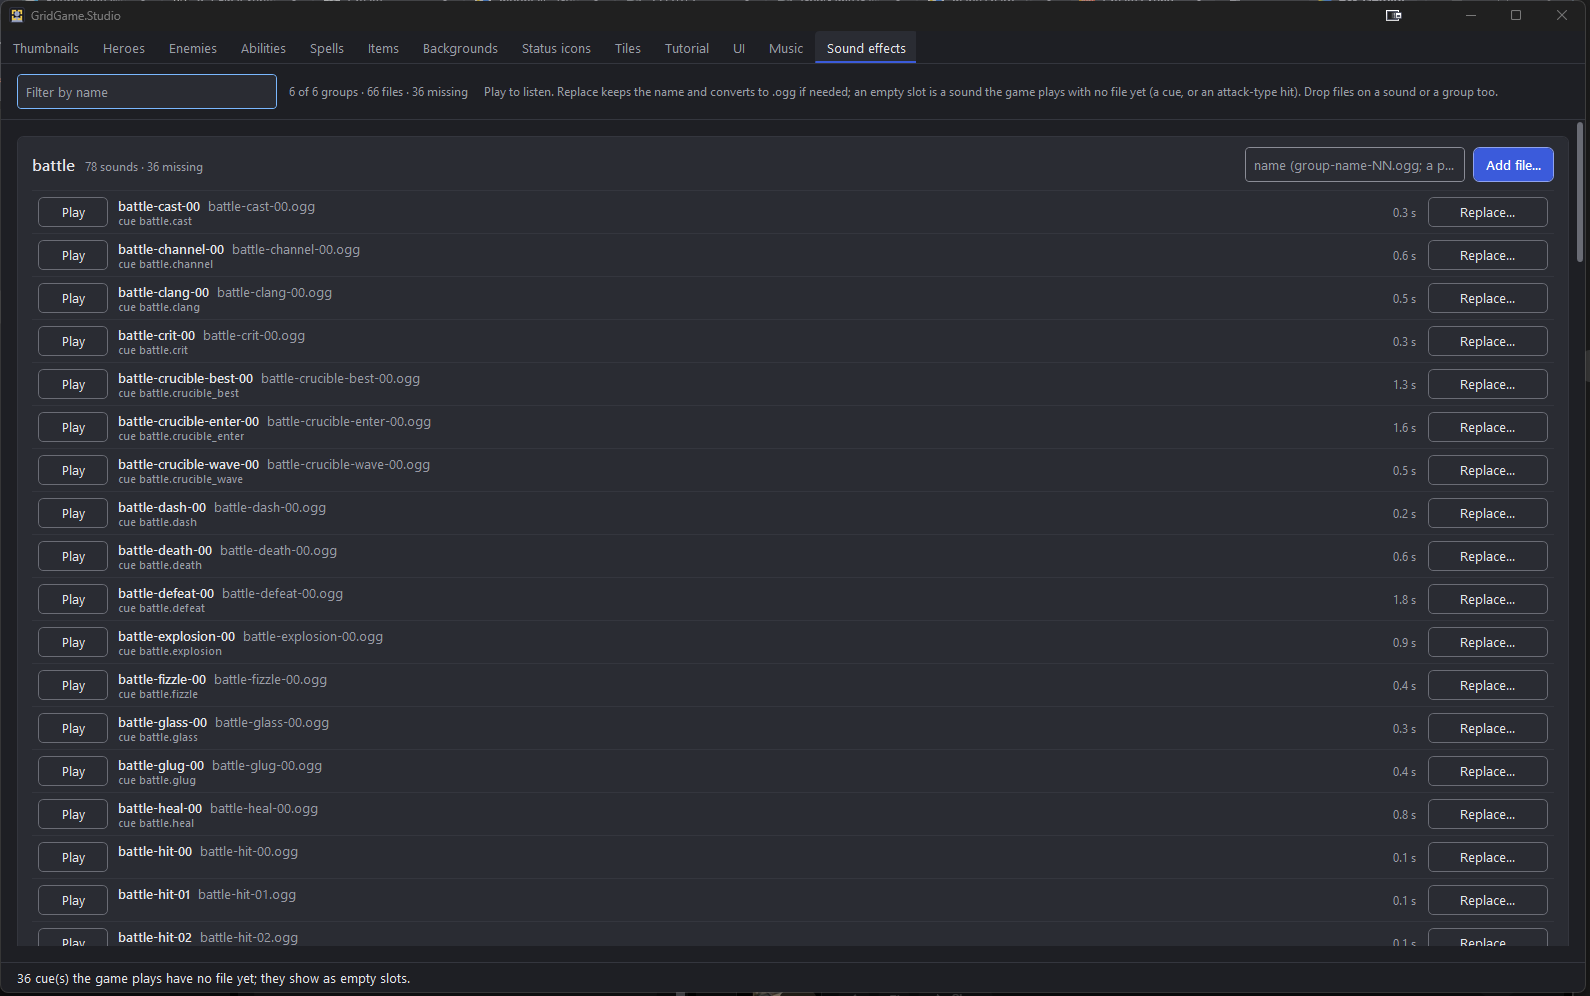 GridGame.Studio
Thumbnails Heroes Enemies Abilities Spells Items Backgrounds Status icons Tiles Tutorial UI Music Sound effects
Filter by name 6 of 6 groups · 66 files · 36 missing Play to listen. Replace keeps the name and converts to .ogg if needed; an empty slot is a sound the game plays with no file yet (a cue, or an attack-type hit). Drop files on a sound or a group too.
battle 78 sounds · 36 missing name (group-name-NN.ogg; a p... Add file...
Play battle-cast-00 battle-cast-00.ogg 0.3 s Replace...
cue battle.cast
Play battle-channel-00 battle-channel-00.ogg 0.6 s Replace...
cue battle.channel
Play battle-clang-00 battle-clang-00.ogg 0.5 s Replace...
cue battle.clang
Play battle-crit-00 battle-crit-00.ogg 0.3 s Replace...
cue battle.crit
Play battle-crucible-best-00 battle-crucible-best-00.ogg 1.3 s Replace...
cue battle.crucible_best
Play battle-crucible-enter-00 battle-crucible-enter-00.ogg 1.6 s Replace...
cue battle.crucible_enter
Play battle-crucible-wave-00 battle-crucible-wave-00.ogg 0.5 s Replace...
cue battle.crucible_wave
Play battle-dash-00 battle-dash-00.ogg 0.2 s Replace...
cue battle.dash
Play battle-death-00 battle-death-00.ogg 0.6 s Replace...
cue battle.death
Play battle-defeat-00 battle-defeat-00.ogg 1.8 s Replace...
cue battle.defeat
Play battle-explosion-00 battle-explosion-00.ogg 0.9 s Replace...
cue battle.explosion
Play battle-fizzle-00 battle-fizzle-00.ogg 0.4 s Replace...
cue battle.fizzle
Play battle-glass-00 battle-glass-00.ogg 0.3 s Replace...
cue battle.glass
Play battle-glug-00 battle-glug-00.ogg 0.4 s Replace...
cue battle.glug
Play battle-heal-00 battle-heal-00.ogg 0.8 s Replace...
cue battle.heal
Play battle-hit-00 battle-hit-00.ogg 0.1 s Replace...
Play battle-hit-01 battle-hit-01.ogg 0.1 s Replace...
Play battle-hit-02 battle-hit-02.ogg 0.1 s Replace...
36 cue(s) the game plays have no file yet; they show as empty slots.